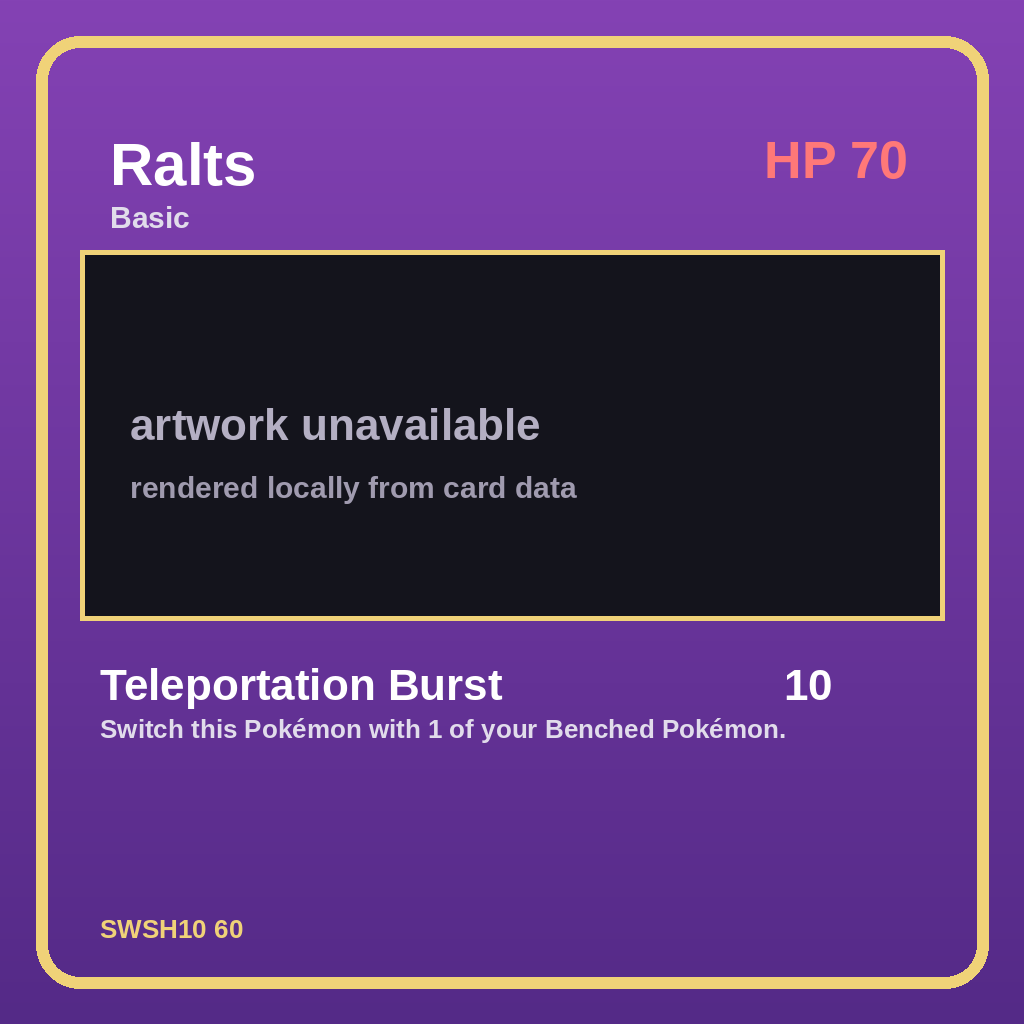 Ralts
HP 70
Basic
artwork unavailable
rendered locally from card data
Teleportation Burst
10
Switch this Pokémon with 1 of your Benched Pokémon.
SWSH10 60